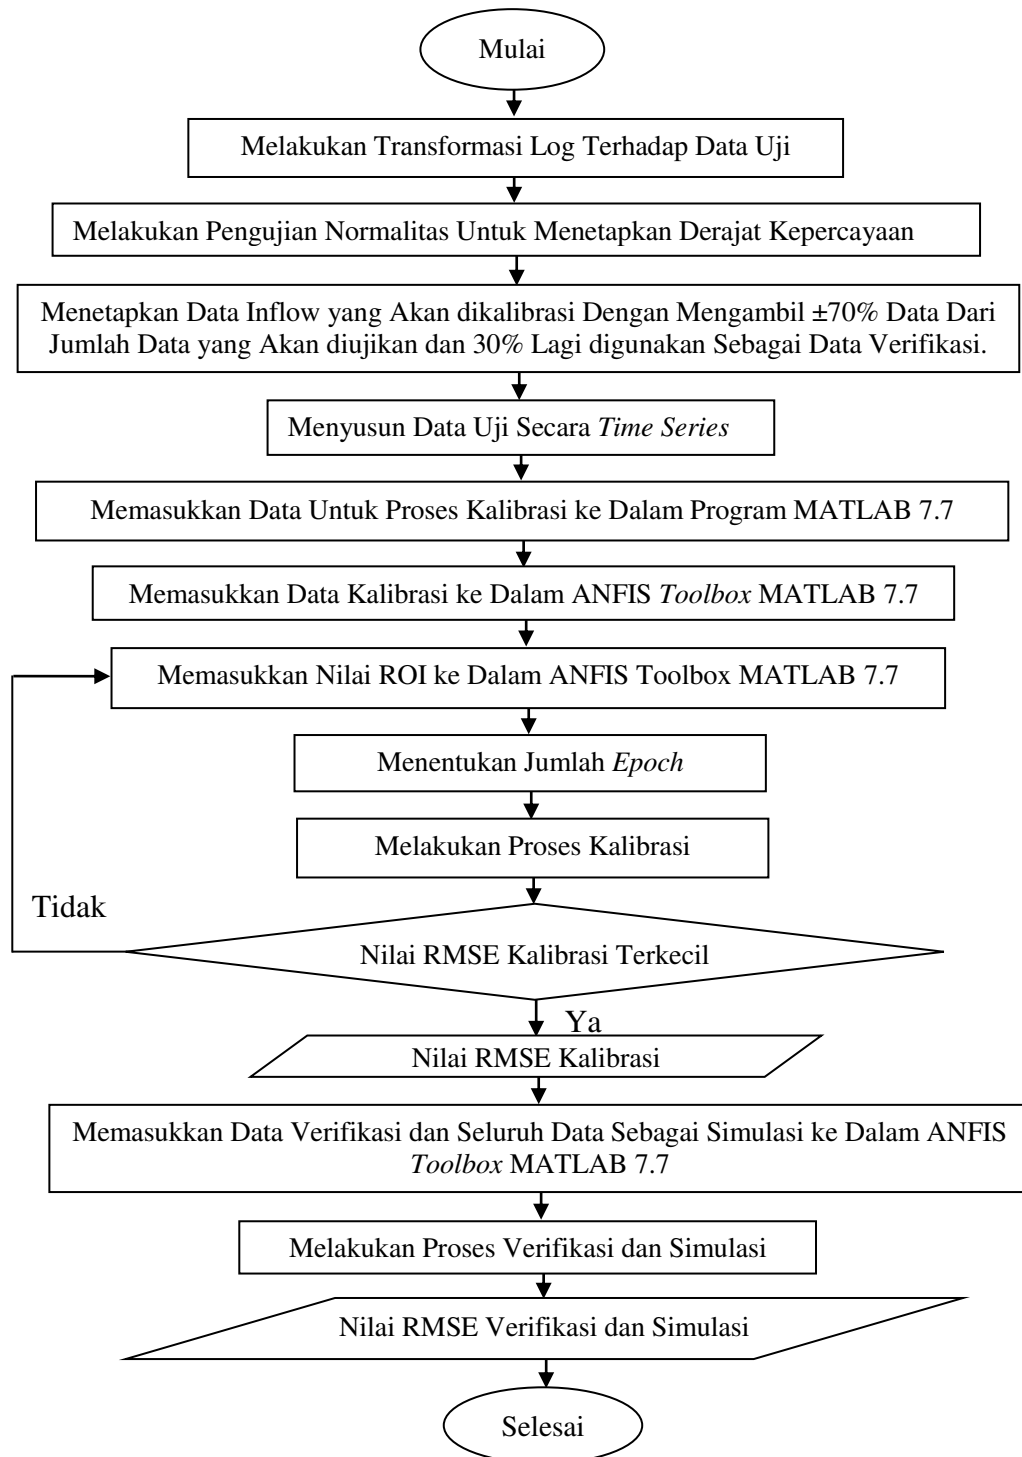 Mulai
Melakukan Transformasi Log Terhadap Data Uji
Melakukan Pengujian Normalitas Untuk Menetapkan Derajat Kepercayaan
Menetapkan Data Inflow yang Akan dikalibrasi Dengan Mengambil ±70% Data Dari
Jumlah Data yang Akan diujikan dan 30% Lagi digunakan Sebagai Data Verifikasi.
Menyusun Data Uji Secara Time Series
Memasukkan Data Untuk Proses Kalibrasi ke Dalam Program MATLAB 7.7
Memasukkan Data Kalibrasi ke Dalam ANFIS Toolbox MATLAB 7.7
Memasukkan Nilai ROI ke Dalam ANFIS Toolbox MATLAB 7.7
Menentukan Jumlah Epoch
Melakukan Proses Kalibrasi
Tidak
Nilai RMSE Kalibrasi Terkecil
Ya
Nilai RMSE Kalibrasi
Memasukkan Data Verifikasi dan Seluruh Data Sebagai Simulasi ke Dalam ANFIS
Toolbox MATLAB 7.7
Melakukan Proses Verifikasi dan Simulasi
Nilai RMSE Verifikasi dan Simulasi
Selesai